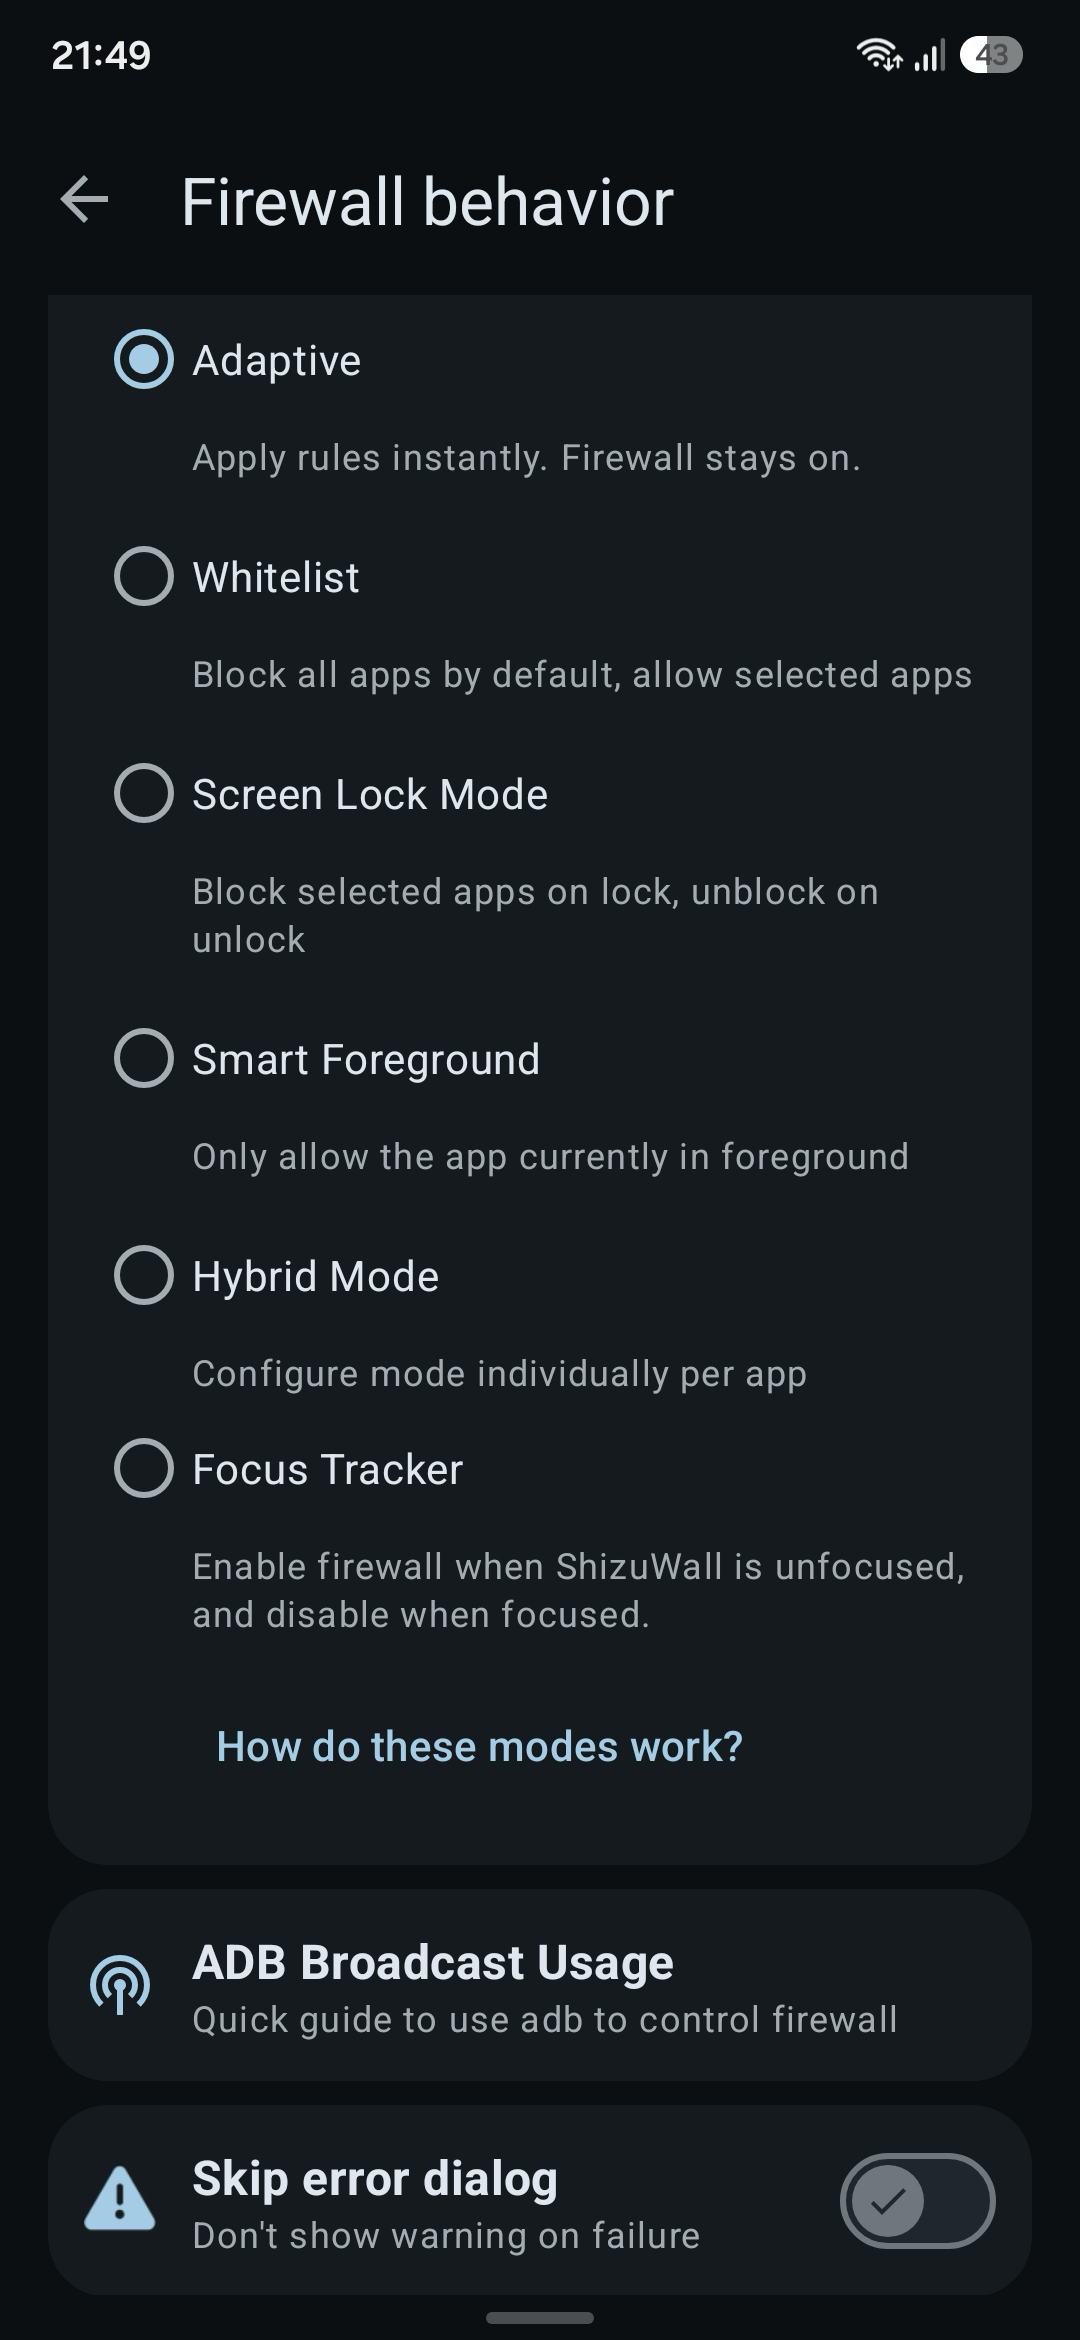 21:49
43
Firewall behavior
Adaptive
Apply rules instantly. Firewall stays on.
Whitelist
Block all apps by default, allow selected apps
Screen Lock Mode
Block selected apps on lock, unblock on
unlock
Smart Foreground
Only allow the app currently in foreground
Hybrid Mode
Configure mode individually per app
Focus Tracker
Enable firewall when ShizuWall is unfocused,
and disable when focused.
How do these modes work?
ADB Broadcast Usage
Quick guide to use adb to control firewall
Skip error dialog
Don't show warning on failure